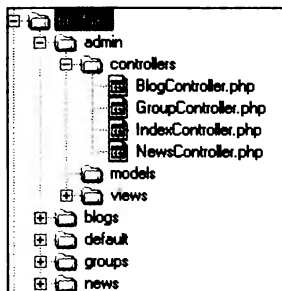 admin
controllers
BlogController.php
GroupController.php
IndexController.php
NewsController.php
models
views
blogs
default
groups
news